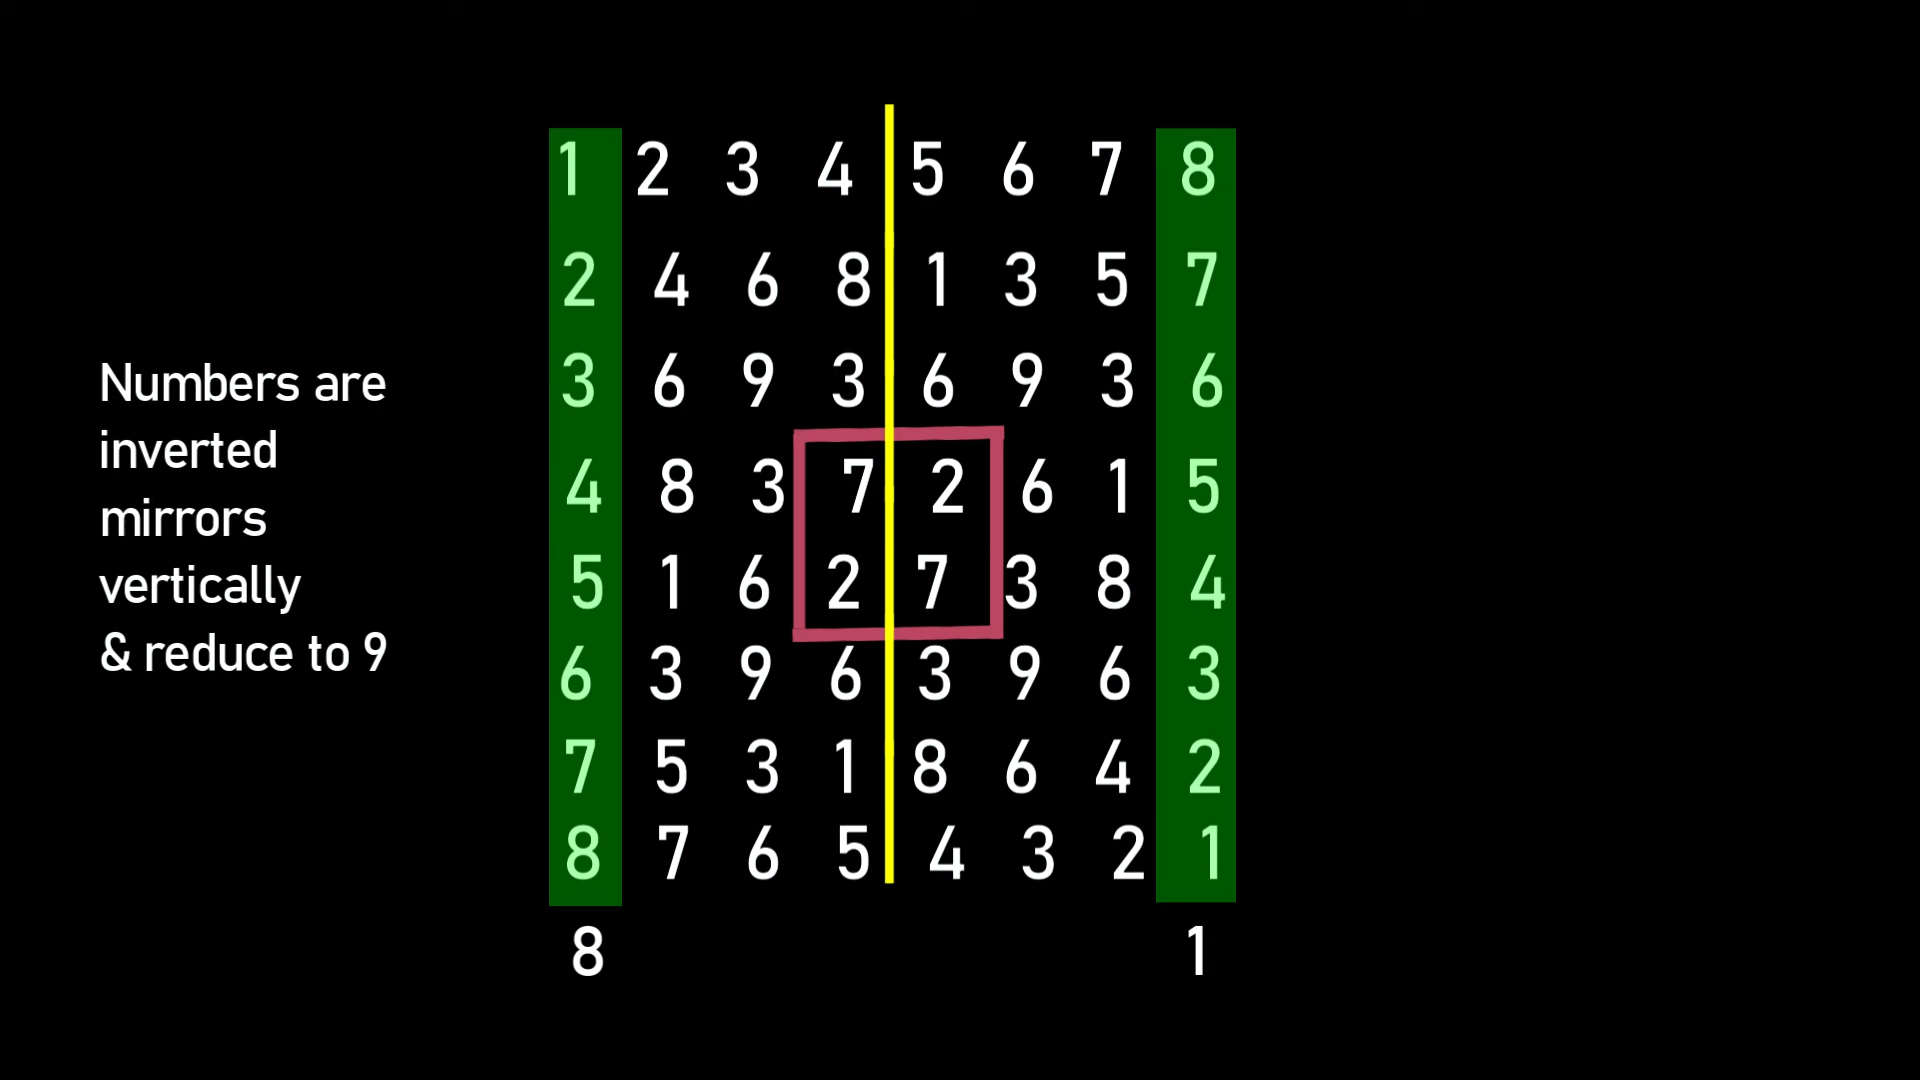 1 2 3 4 5 6 7 8
2 4 6 8 1 3 5 7
3 6 9 3 6 9 3 6
4 8 3 7 2 6 1 5
5 1 6 2 7 3 8 4
6 3 9 6 3 9 6 3
7 5 3 1 8 6 4 2
8 7 6 5 4 3 2 1
8 1
Numbers are
inverted
mirrors
vertically
& reduce to 9